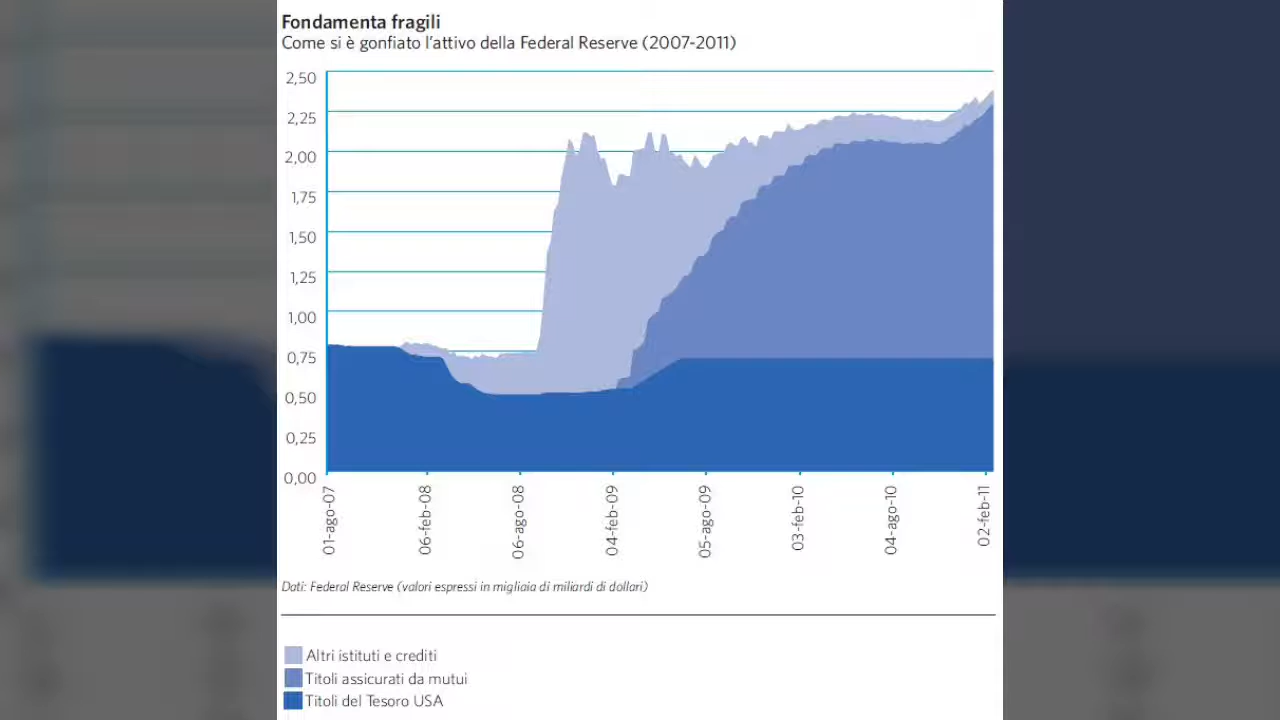 Fondamenta fragili
Come si è gonfiato l'attivo della Federal Reserve (2007-2011)
2,50
2,25
2,00
1,75
1,50
1,25
1,00
0,75
0,50
0,25
0,00
01-ago-07
06-feb-08
06-ago-08
04-feb-09
05-ago-09
03-feb-10
04-ago-10
02-feb-11
Dati: Federal Reserve (valori espressi in migliaia di miliardi di dollari)
Altri istituti e crediti
Titoli assicurati da mutui
Titoli del Tesoro USA